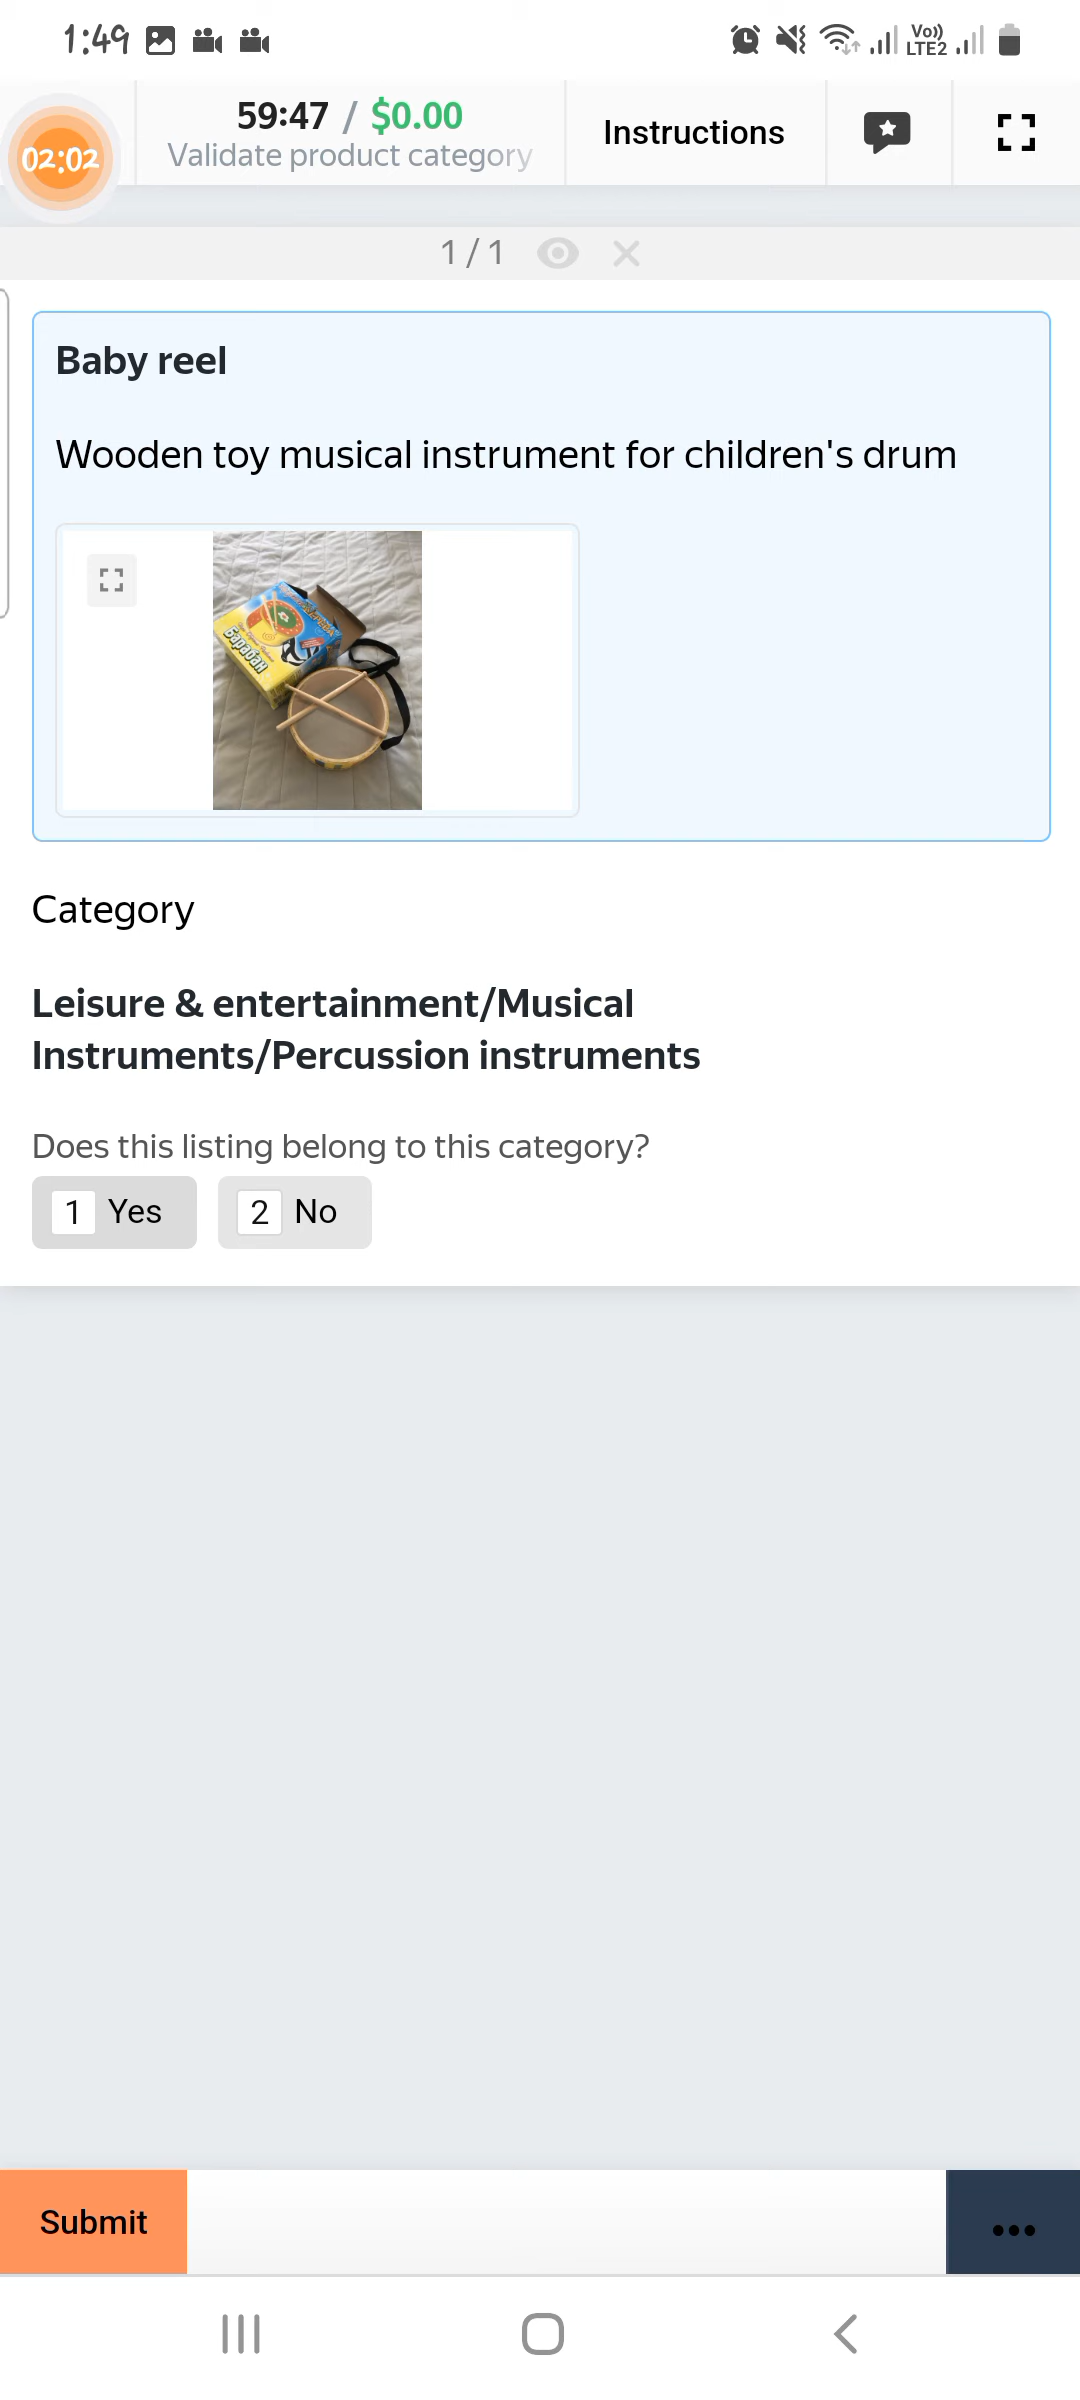 1:49
Vo))
LTE2
02:02
59:47 / $0.00
Validate product category
Instructions
1 / 1
Baby reel
Wooden toy musical instrument for children's drum
Барабан
Category
Leisure & entertainment/Musical
Instruments/Percussion instruments
Does this listing belong to this category?
1 Yes
2 No
Submit